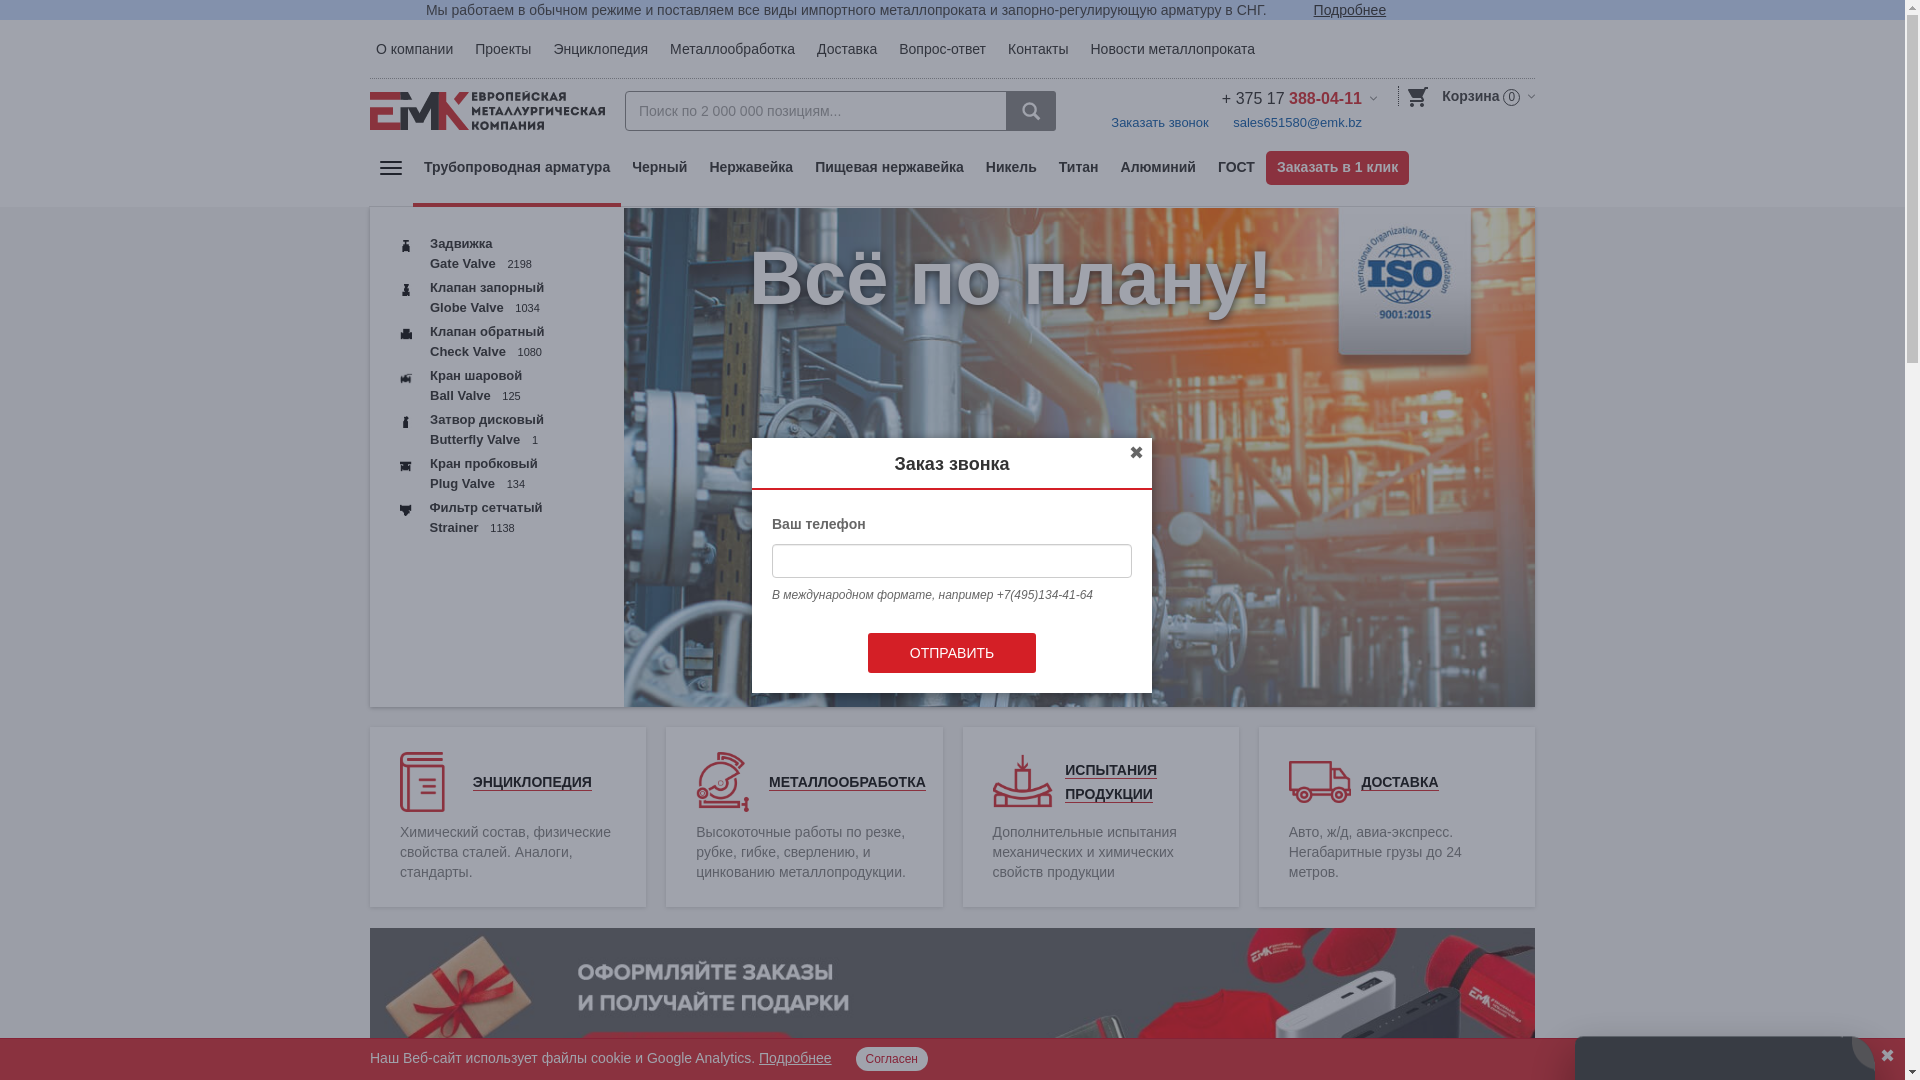 Мы работаем в обычном режиме и поставляем все виды импортного металлопроката и запорно-регулирующую арматуру в СНГ. Подробнее
О компании Проекты Энциклопедия Металлообработка Доставка Вопрос-ответ Контакты Новости металлопроката
ЕМК ЕВРОПЕЙСКАЯ
МЕТАЛЛУРГИЧЕСКАЯ
КОМПАНИЯ
Поиск по 2 000 000 позициям...
+ 375 17 388-04-11
Заказать звонок sales651580@emk.bz
Корзина 0
Трубопроводная арматура Черный Нержавейка Пищевая нержавейка Никель Титан Алюминий ГОСТ Заказать в 1 клик
Задвижка
Gate Valve 2198
Клапан запорный
Globe Valve 1034
Клапан обратный
Check Valve 1080
Кран шаровой
Ball Valve 125
Затвор дисковый
Butterfly Valve 1
Кран пробковый
Plug Valve 134
Фильтр сетчатый
Strainer 1138
Всё по плану!
International Organization for Standardization
ISO
9001:2015
Заказ звонка
Ваш телефон
В международном формате, например +7(495)134-41-64
ОТПРАВИТЬ
ЭНЦИКЛОПЕДИЯ
Химический состав, физические
свойства сталей. Аналоги,
стандарты.
МЕТАЛЛООБРАБОТКА
Высокоточные работы по резке,
рубке, гибке, сверлению, и
цинкованию металлопродукции.
ИСПЫТАНИЯ
ПРОДУКЦИИ
Дополнительные испытания
механических и химических
свойств продукции
ДОСТАВКА
Авто, ж/д, авиа-экспресс.
Негабаритные грузы до 24
метров.
ОФОРМЛЯЙТЕ ЗАКАЗЫ
И ПОЛУЧАЙТЕ ПОДАРКИ
ЕМК
ЕМК
Наш Веб-сайт использует файлы cookie и Google Analytics. Подробнее Согласен